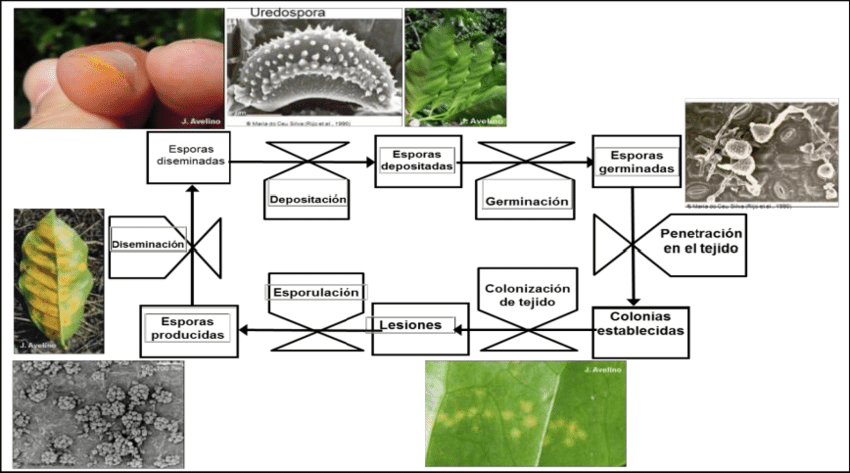 Uredospora
J. Avelino
© Maria do Céu Silva (Rijo et al., 1990)
J. Avelino
Esporas
diseminadas
Depositación
Esporas
depositadas
Germinación
Esporas
germinadas
© Maria do Céu Silva (Rijo et al., 1990)
Diseminación
Penetración
en el tejido
Esporas
producidas
Esporulación
Lesiones
Colonización
de tejido
Colonias
establecidas
J. Avelino
J. Avelino